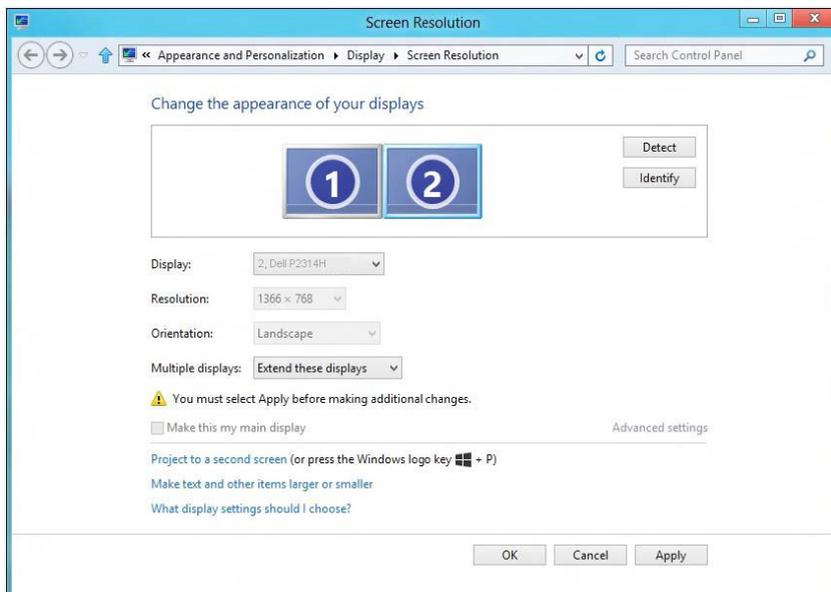 Screen Resolution
« Appearance and Personalization Display Screen Resolution Search Control Panel
Change the appearance of your displays
1 2
Detect
Identify
Display: 2, Dell P2314H
Resolution: 1366 × 768
Orientation: Landscape
Multiple displays: Extend these displays
You must select Apply before making additional changes.
Make this my main display Advanced settings
Project to a second screen (or press the Windows logo key + P)
Make text and other items larger or smaller
What display settings should I choose?
OK Cancel Apply